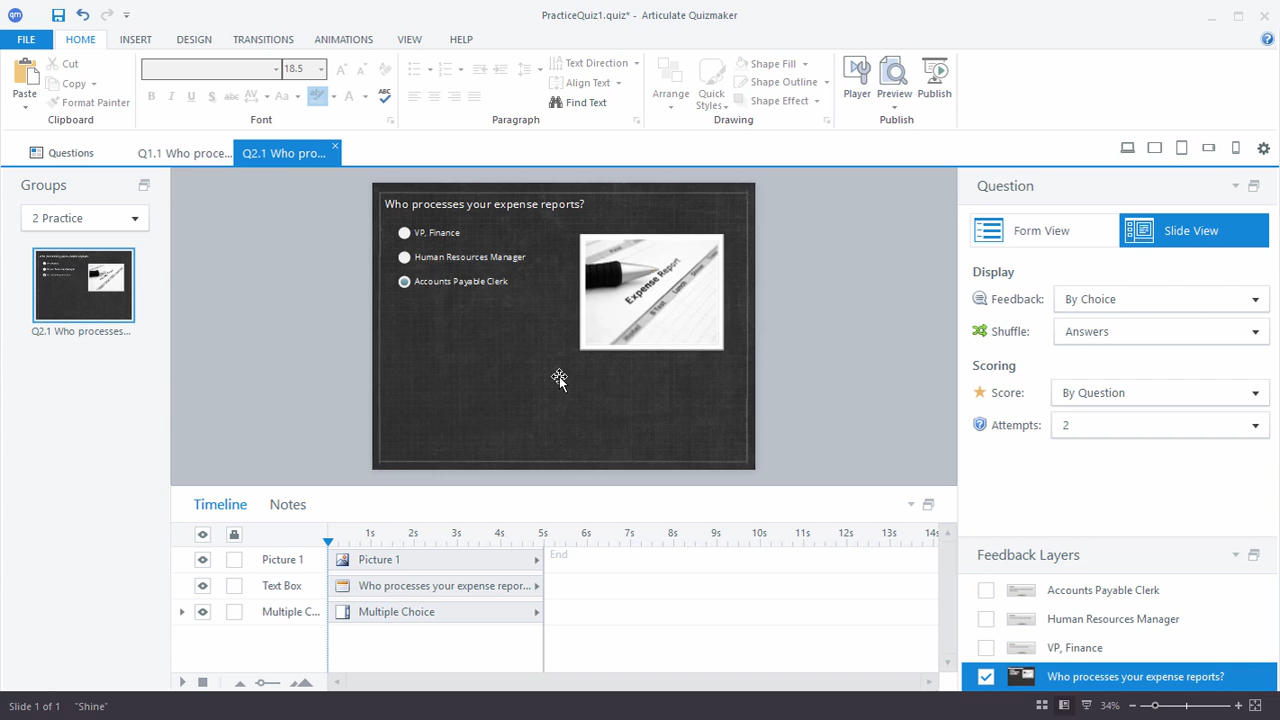 qm
PracticeQuiz1.quiz* - Articulate Quizmaker
FILE HOME INSERT DESIGN TRANSITIONS ANIMATIONS VIEW HELP
Paste
Cut
Copy
Format Painter
Clipboard
18.5
B I U S abc AV Aa A ABC
Font
Text Direction
Align Text
Find Text
Paragraph
Arrange
Quick Styles
Shape Fill
Shape Outline
Shape Effect
Drawing
Player
Preview
Publish
Publish
Questions Q1.1 Who proce... Q2.1 Who pro...
Groups
2 Practice
Q2.1 Who processes...
Who processes your expense reports?
VP, Finance
Human Resources Manager
Accounts Payable Clerk
Expense Report
Lunch
Question
Form View Slide View
Display
Feedback: By Choice
Shuffle: Answers
Scoring
Score: By Question
Attempts: 2
Timeline Notes
1s 2s 3s 4s 5s 6s 7s 8s 9s 10s 11s 12s 13s 14s
Picture 1 Picture 1 End
Text Box Who processes your expense repor...
Multiple C... Multiple Choice
Feedback Layers
Accounts Payable Clerk
Human Resources Manager
VP, Finance
Who processes your expense reports?
Slide 1 of 1 "Shine" 34%